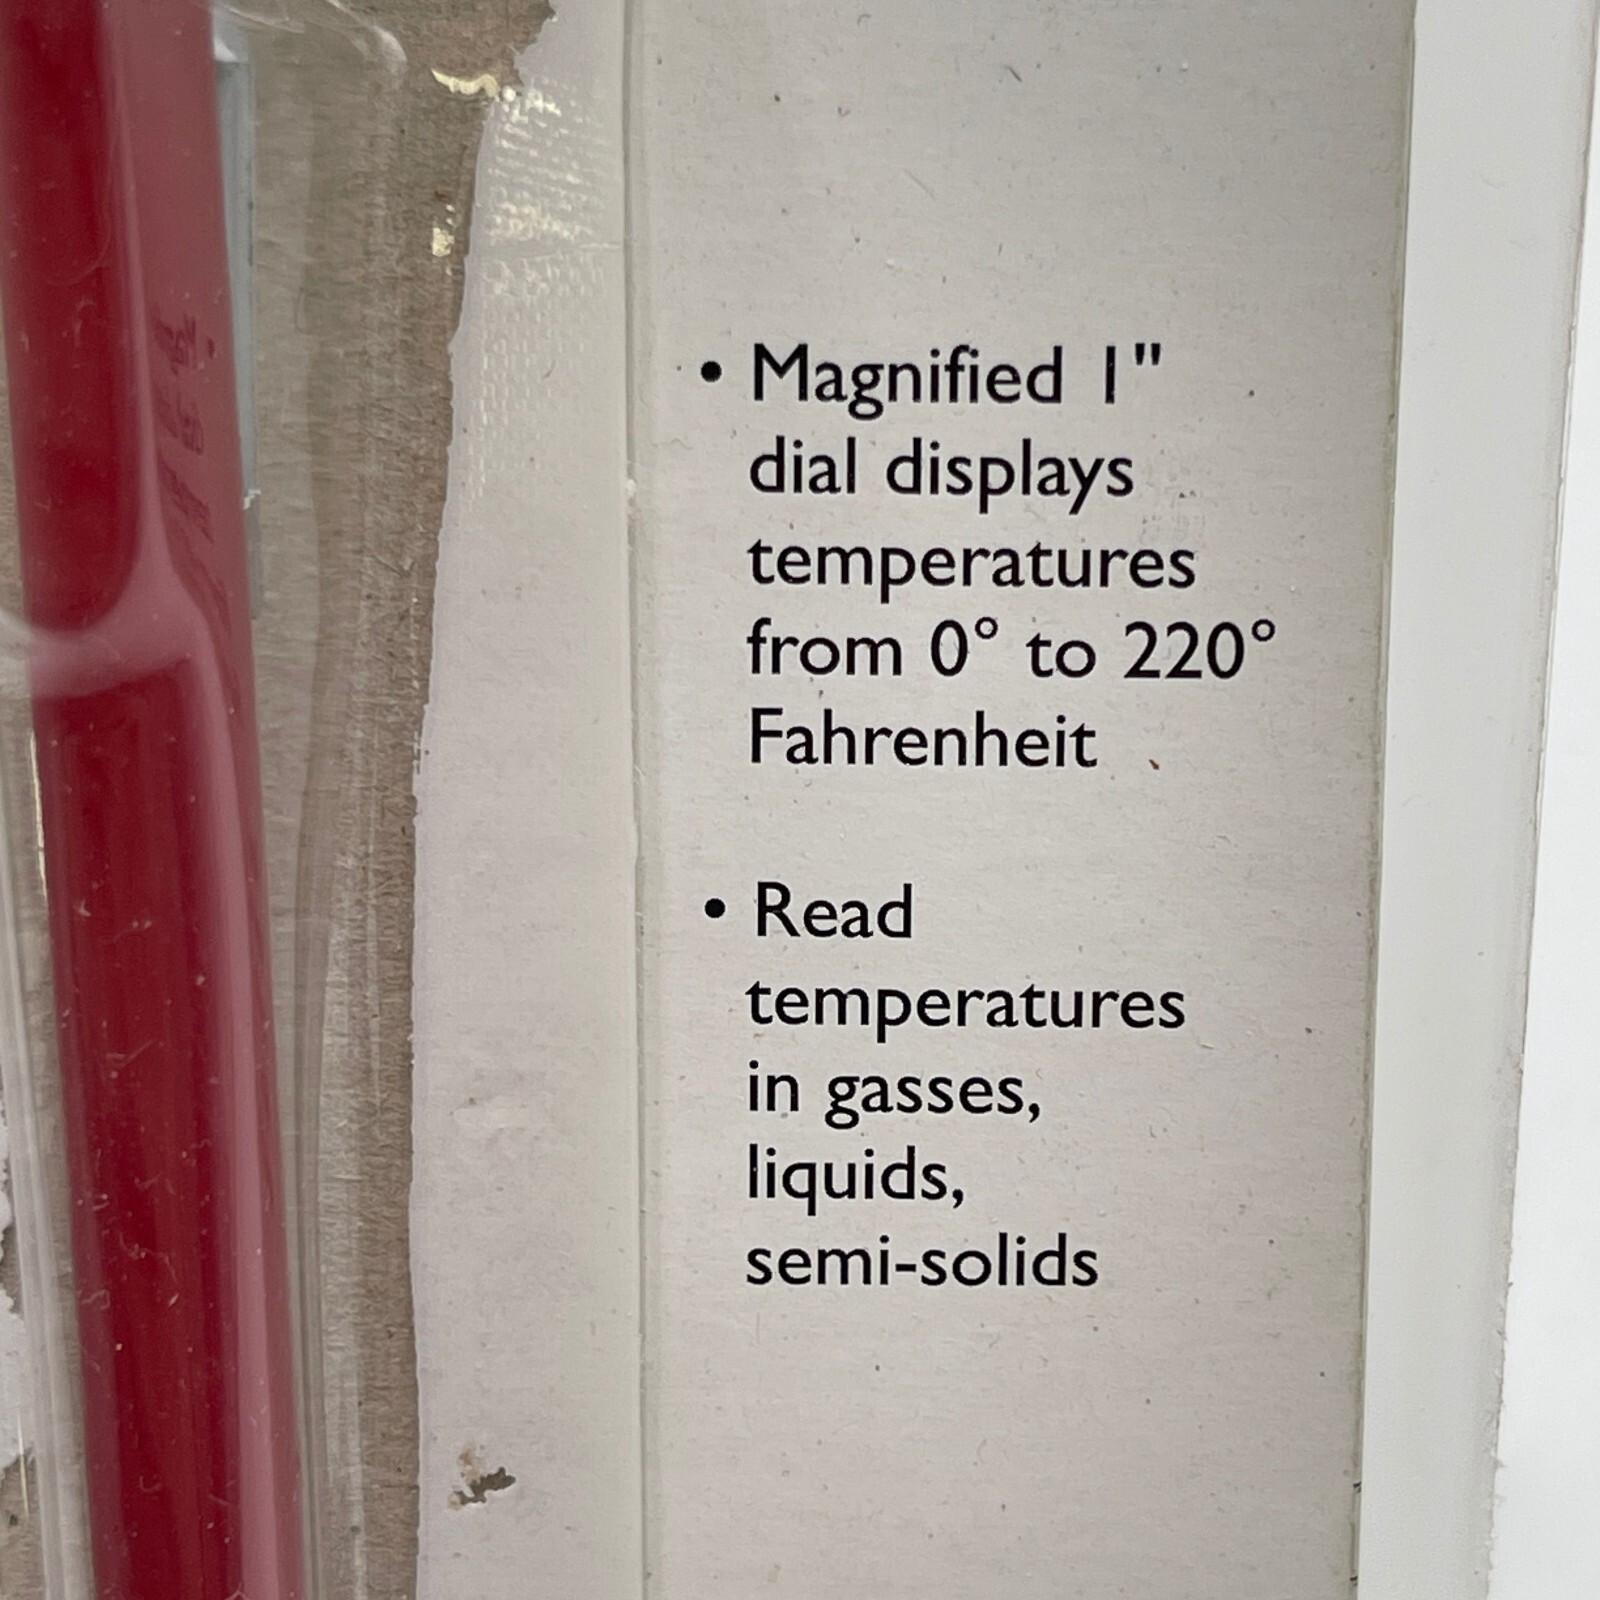 • Magnified 1"
dial displays
temperatures
from 0° to 220°
Fahrenheit
• Read
temperatures
in gasses,
liquids,
semi-solids